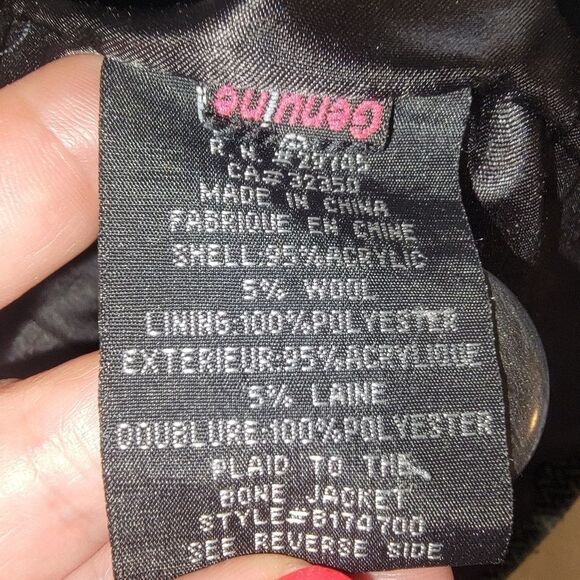 Genuine
CA#32350
MADE IN CHINA
FABRIQUE EN CHINE
SHELL:95%ACRYLIC
5% WOOL
LINING:100%POLYESTER
EXTERIEUR:95%ACRYLIQUE
5% LAINE
DOUBLURE:100%POLYESTER
PLAID TO THE
BONE JACKET
STYLE#B174700
SEE REVERSE SIDE